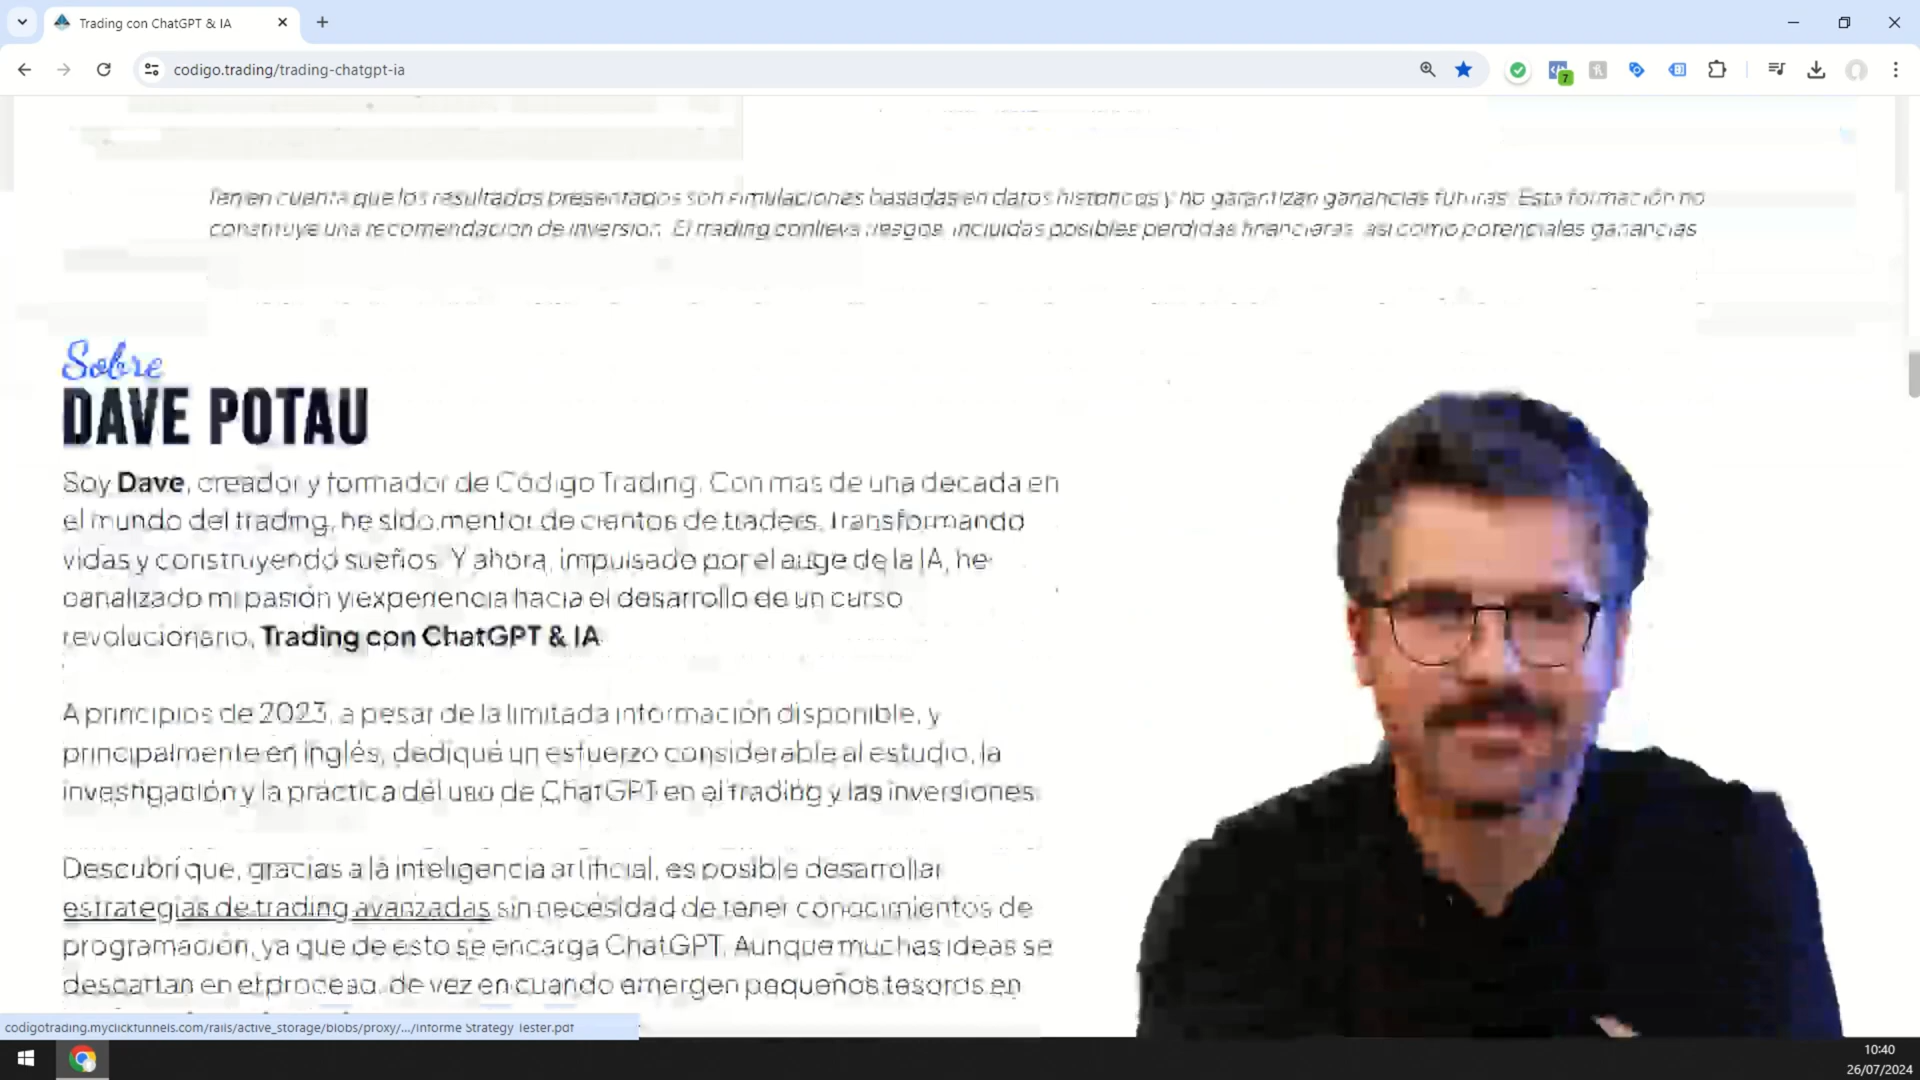 Trading con ChatGPT & IA
codigo.trading/trading-chatgpt-ia
7
Ten en cuenta que los resultados presentados son simulaciones basadas en datos históricos y no garantizan ganancias futuras. Esta formación no
constituye una recomendación de inversión. El trading conlleva riesgos, incluidas posibles pérdidas financieras, así como potenciales ganancias
Sobre
DAVE POTAU
Soy Dave, creador y formador de Código Trading. Con más de una década en
el mundo del trading, he sido mentor de cientos de traders, transformando
vidas y construyendo sueños. Y ahora, impulsado por el auge de la IA, he
canalizado mi pasión y experiencia hacia el desarrollo de un curso
revolucionario, Trading con ChatGPT & IA
A principios de 2023, a pesar de la limitada información disponible, y
principalmente en inglés, dediqué un esfuerzo considerable al estudio, la
investigación y la práctica del uso de ChatGPT en el trading y las inversiones.
Descubrí que, gracias a la inteligencia artificial, es posible desarrollar
estrategias de trading avanzadas sin necesidad de tener conocimientos de
programación, ya que de esto se encarga ChatGPT. Aunque muchas ideas se
descartan en el proceso, de vez en cuando emergen pequeños tesoros en
codigotrading.myclickfunnels.com/rails/active_storage/blobs/proxy/.../Informe Strategy Tester.pdf
10:40
26/07/2024